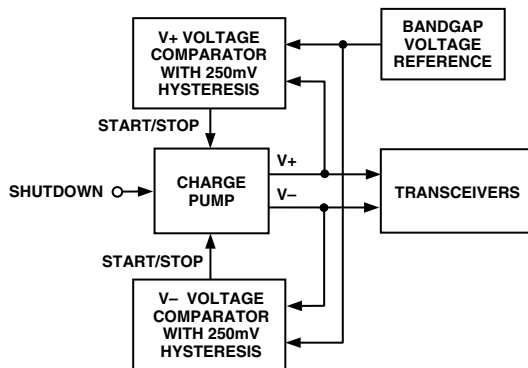 V+ VOLTAGE
COMPARATOR
WITH 250mV
HYSTERESIS
BANDGAP
VOLTAGE
REFERENCE
START/STOP
SHUTDOWN
CHARGE
PUMP
V+
V–
TRANSCEIVERS
START/STOP
V– VOLTAGE
COMPARATOR
WITH 250mV
HYSTERESIS